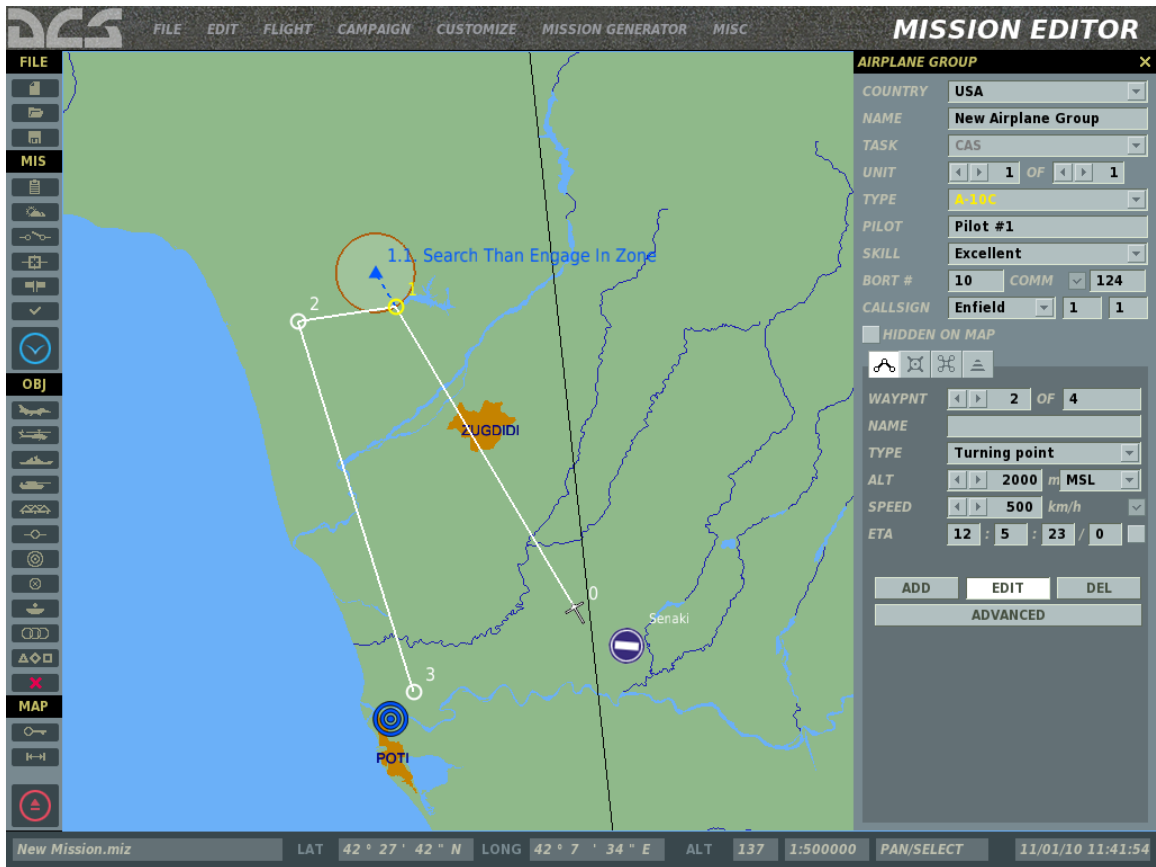 DCS
FILE EDIT FLIGHT CAMPAIGN CUSTOMIZE MISSION GENERATOR MISC
MISSION EDITOR
FILE
MIS
OBJ
MAP
1.1. Search Than Engage In Zone
1
2
ZUGDIDI
0
Senaki
3
POTI
AIRPLANE GROUP
COUNTRY USA
NAME New Airplane Group
TASK CAS
UNIT 1 OF 1
TYPE A-10C
PILOT Pilot #1
SKILL Excellent
BORT # 10 COMM 124
CALLSIGN Enfield 1 1
HIDDEN ON MAP
WAYPNT 2 OF 4
NAME
TYPE Turning point
ALT 2000 m MSL
SPEED 500 km/h
ETA 12 : 5 : 23 / 0
ADD EDIT DEL
ADVANCED
New Mission.miz LAT 42 ° 27 ' 42 " N LONG 42 ° 7 ' 34 " E ALT 137 1:500000 PAN/SELECT 11/01/10 11:41:54